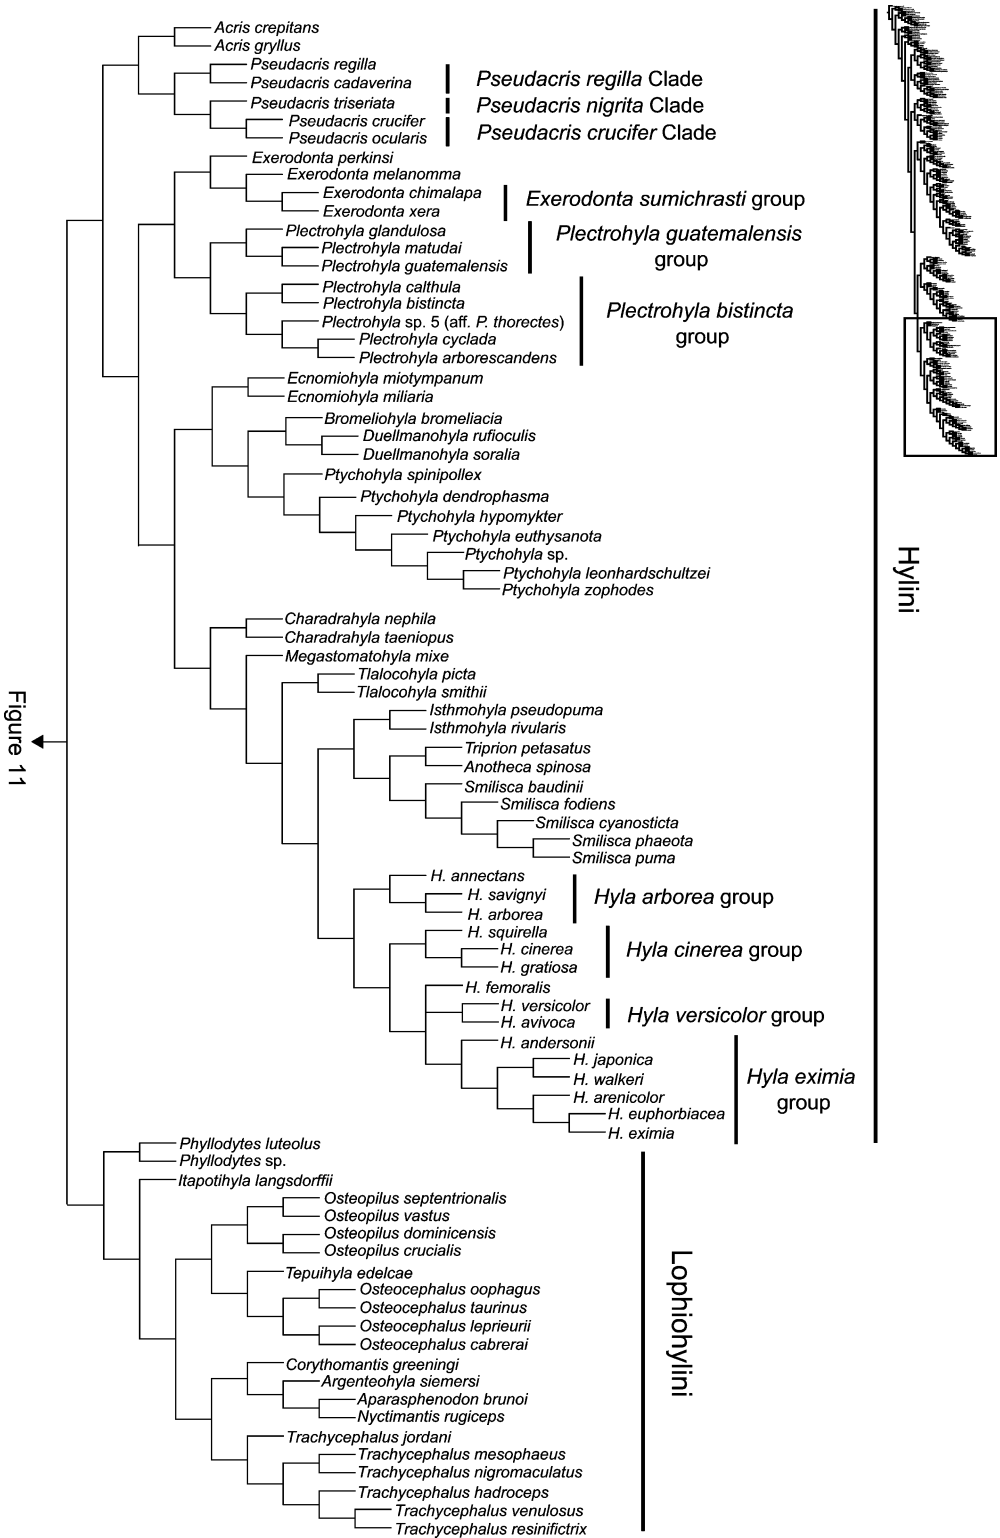 Acris crepitans
Acris gryllus
Pseudacris regilla
Pseudacris cadaverina
Pseudacris regilla Clade
Pseudacris triseriata
Pseudacris nigrita Clade
Pseudacris crucifer
Pseudacris ocularis
Pseudacris crucifer Clade
Exerodonta perkinsi
Exerodonta melanomma
Exerodonta chimalapa
Exerodonta xera
Exerodonta sumichrasti group
Plectrohyla glandulosa
Plectrohyla matudai
Plectrohyla guatemalensis
Plectrohyla guatemalensis
group
Plectrohyla calthula
Plectrohyla bistincta
Plectrohyla sp. 5 (aff. P. thorectes)
Plectrohyla cyclada
Plectrohyla arborescandens
Plectrohyla bistincta
group
Ecnomiohyla miotympanum
Ecnomiohyla miliaria
Bromeliohyla bromeliacia
Duellmanohyla rufioculis
Duellmanohyla soralia
Ptychohyla spinipollex
Ptychohyla dendrophasma
Ptychohyla hypomykter
Ptychohyla euthysanota
Ptychohyla sp.
Ptychohyla leonhardschultzei
Ptychohyla zophodes
Hylini
Charadrahyla nephila
Charadrahyla taeniopus
Megastomatohyla mixe
Tlalocohyla picta
Tlalocohyla smithii
Isthmohyla pseudopuma
Isthmohyla rivularis
Triprion petasatus
Anotheca spinosa
Smilisca baudinii
Smilisca fodiens
Smilisca cyanosticta
Smilisca phaeota
Smilisca puma
Figure 11
H. annectans
H. savignyi
H. arborea
Hyla arborea group
H. squirella
H. cinerea
H. gratiosa
Hyla cinerea group
H. femoralis
H. versicolor
H. avivoca
Hyla versicolor group
H. andersonii
H. japonica
H. walkeri
H. arenicolor
H. euphorbiacea
H. eximia
Hyla eximia
group
Phyllodytes luteolus
Phyllodytes sp.
Itapotihyla langsdorffii
Osteopilus septentrionalis
Osteopilus vastus
Osteopilus dominicensis
Osteopilus crucialis
Tepuihyla edelcae
Osteocephalus oophagus
Osteocephalus taurinus
Osteocephalus leprieurii
Osteocephalus cabrerai
Lophiohylini
Corythomantis greeningi
Argenteohyla siemersi
Aparasphenodon brunoi
Nyctimantis rugiceps
Trachycephalus jordani
Trachycephalus mesophaeus
Trachycephalus nigromaculatus
Trachycephalus hadroceps
Trachycephalus venulosus
Trachycephalus resinifictrix